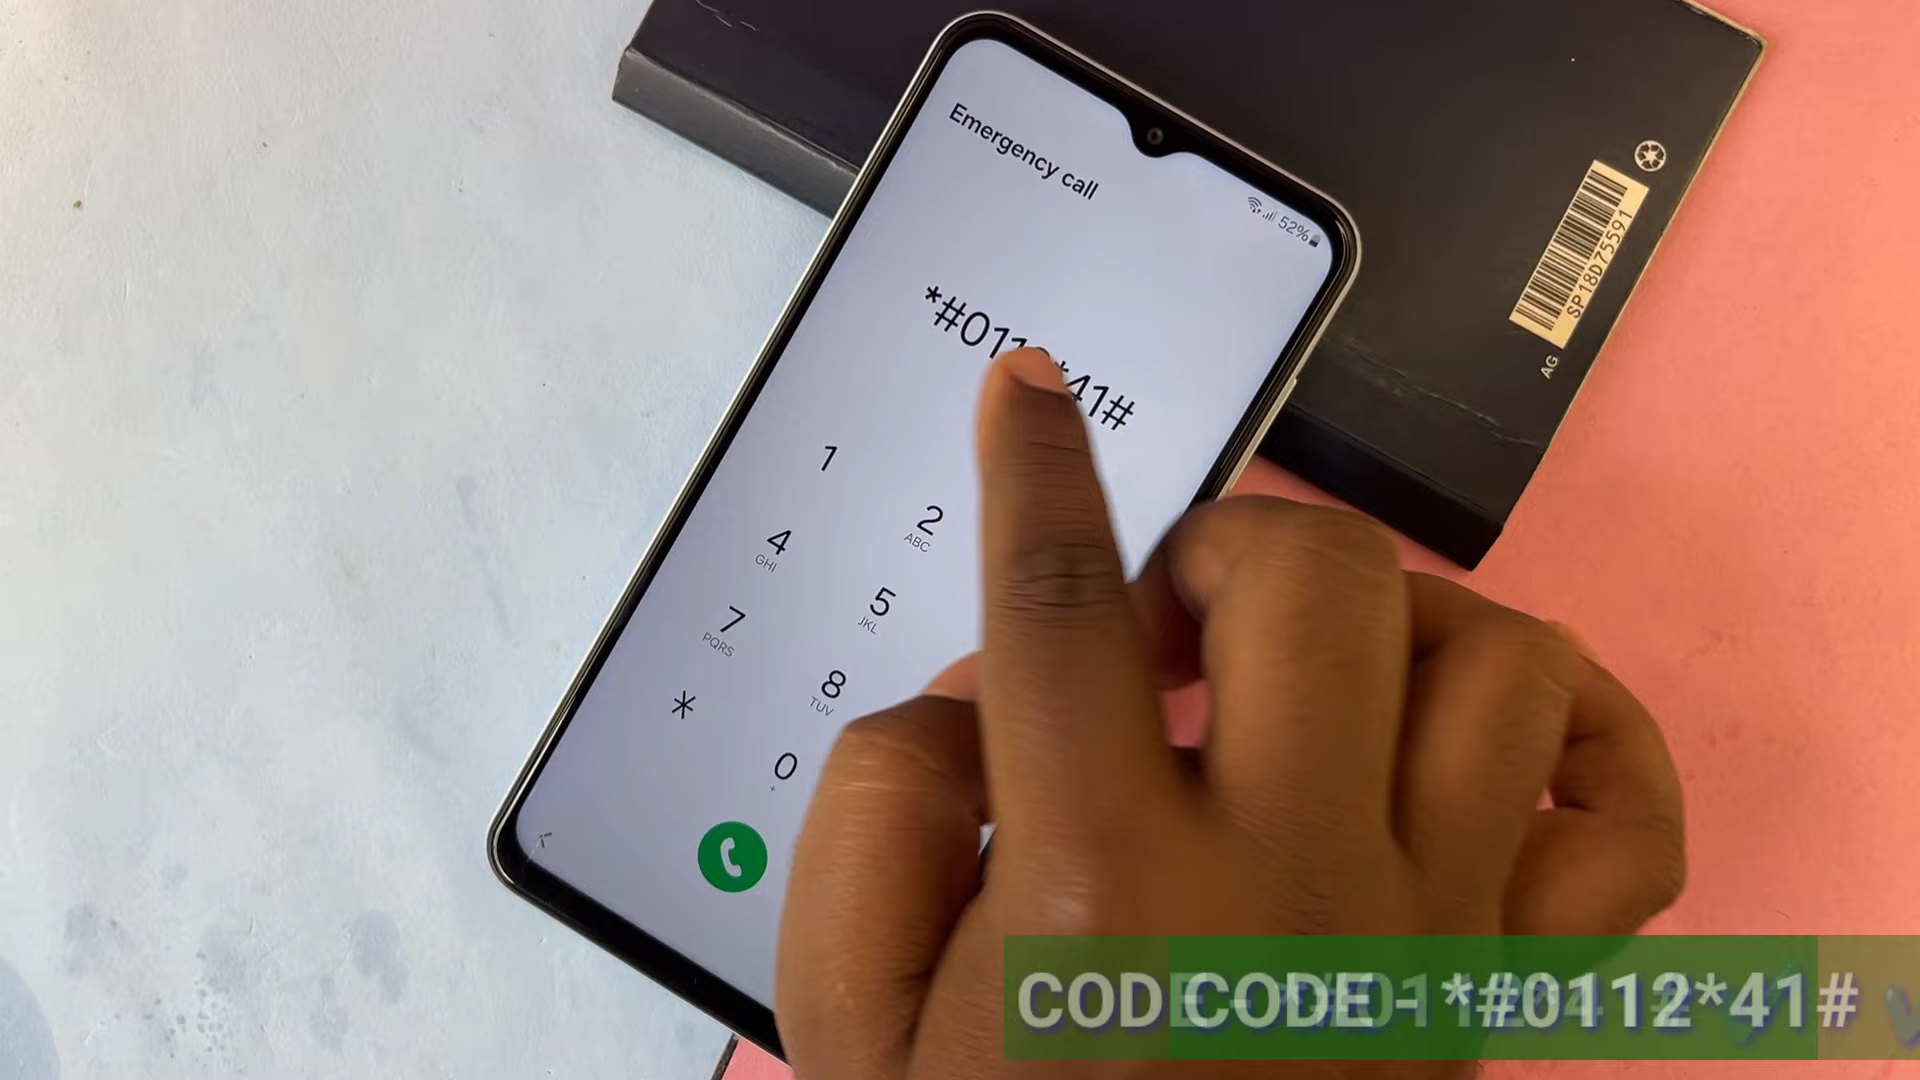 Emergency call
52%
*#0112*41#
1
2
ABC
4
GHI
5
JKL
7
PQRS
8
TUV
*
0
+
SP18D75591
AG
CODE - *#0112*41#